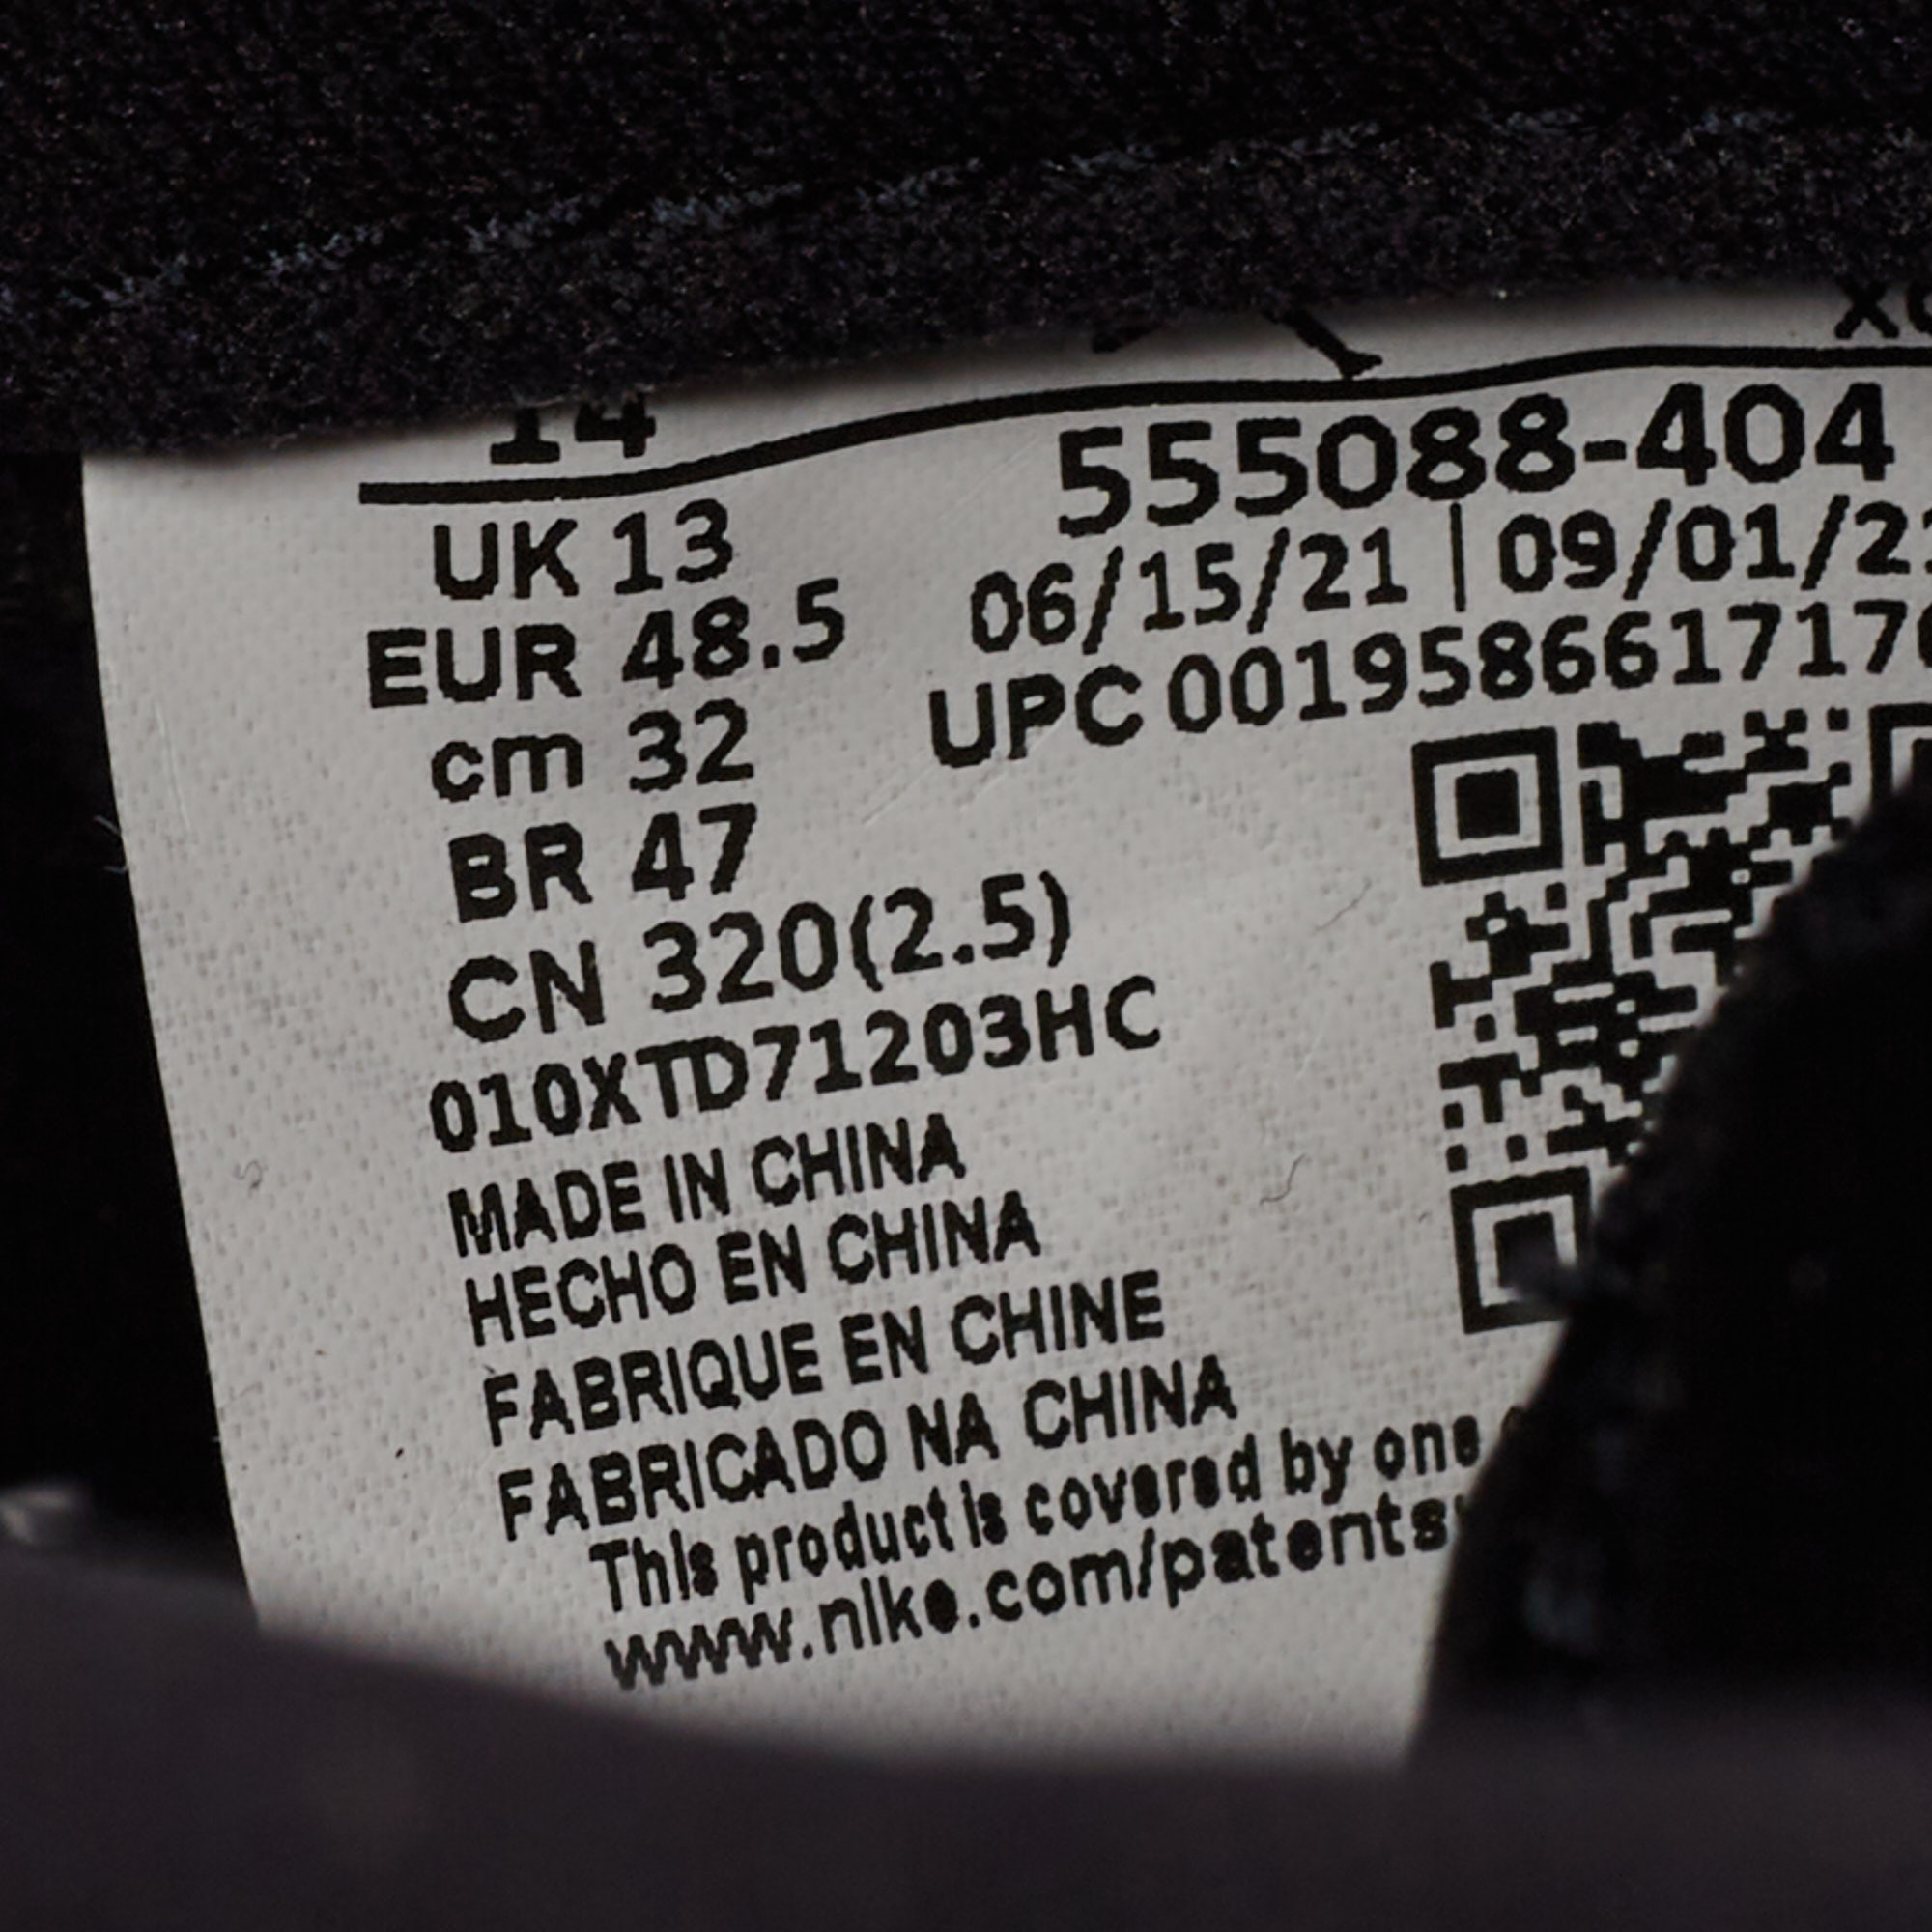 14
555088-404
UK 13
06/15/21 | 09/01/21
EUR 48.5
UPC 0019586617170
cm 32
BR 47
CN 320(2.5)
010XTD71203HC
MADE IN CHINA
HECHO EN CHINA
FABRIQUE EN CHINE
FABRICADO NA CHINA
This product is covered by one
www.nike.com/patents